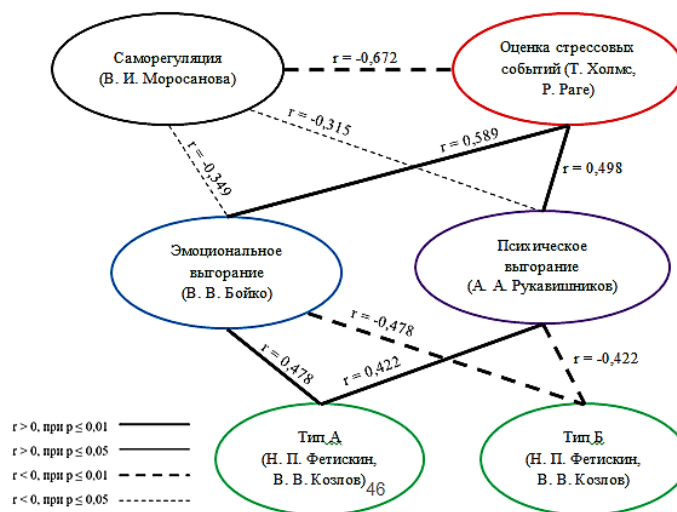 Саморегуляция
(В. И. Моросанова)
r = -0,672
Оценка стрессовых
событий (Т. Холмс,
Р. Раге)
r = -0,315
r = 0,589
r = -0,349
r = 0,498
Эмоциональное
выгорание
(В. В. Бойко)
Психическое
выгорание
(А. А. Рукавишников)
r = -0,478
r = 0,478
r = 0,422
r = -0,422
r > 0, при p ≤ 0,01
r > 0, при p ≤ 0,05
r < 0, при p ≤ 0,01
r < 0, при p ≤ 0,05
Тип А
(Н. П. Фетискин,
В. В. Козлов)
46
Тип Б
(Н. П. Фетискин,
В. В. Козлов)